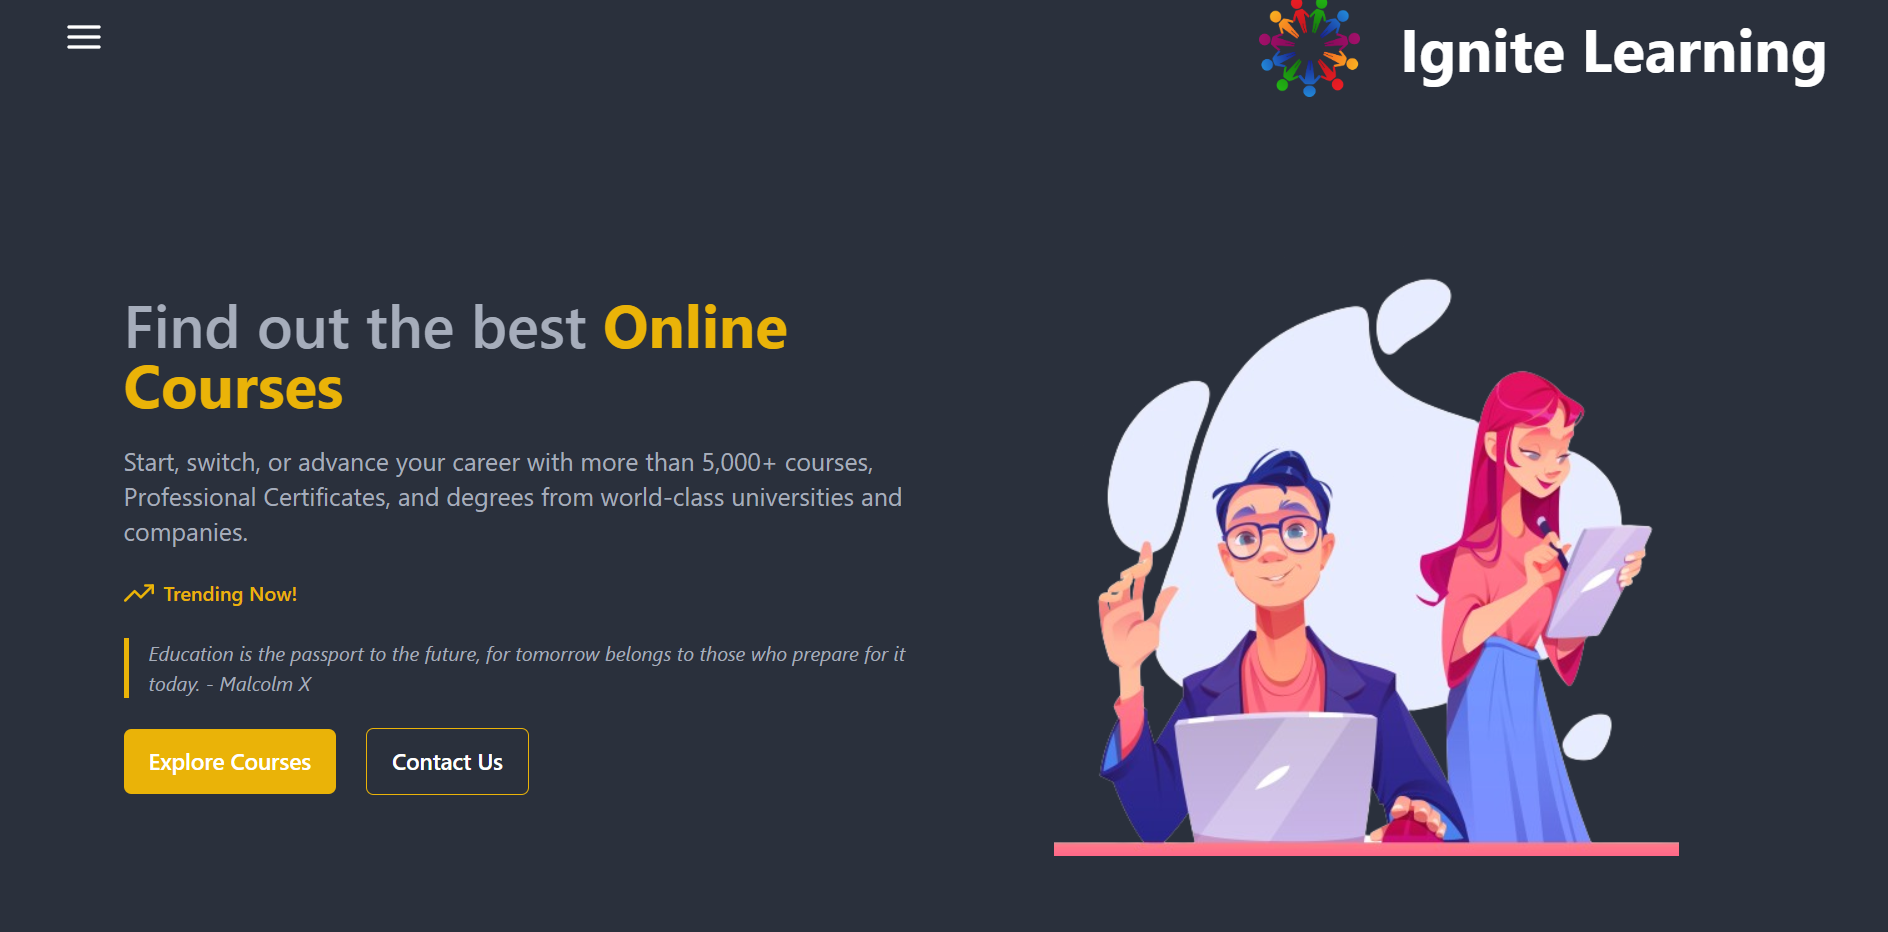 Ignite Learning
Find out the best Online
Courses
Start, switch, or advance your career with more than 5,000+ courses,
Professional Certificates, and degrees from world-class universities and
companies.
Trending Now!
Education is the passport to the future, for tomorrow belongs to those who prepare for it
today. - Malcolm X
Explore Courses
Contact Us